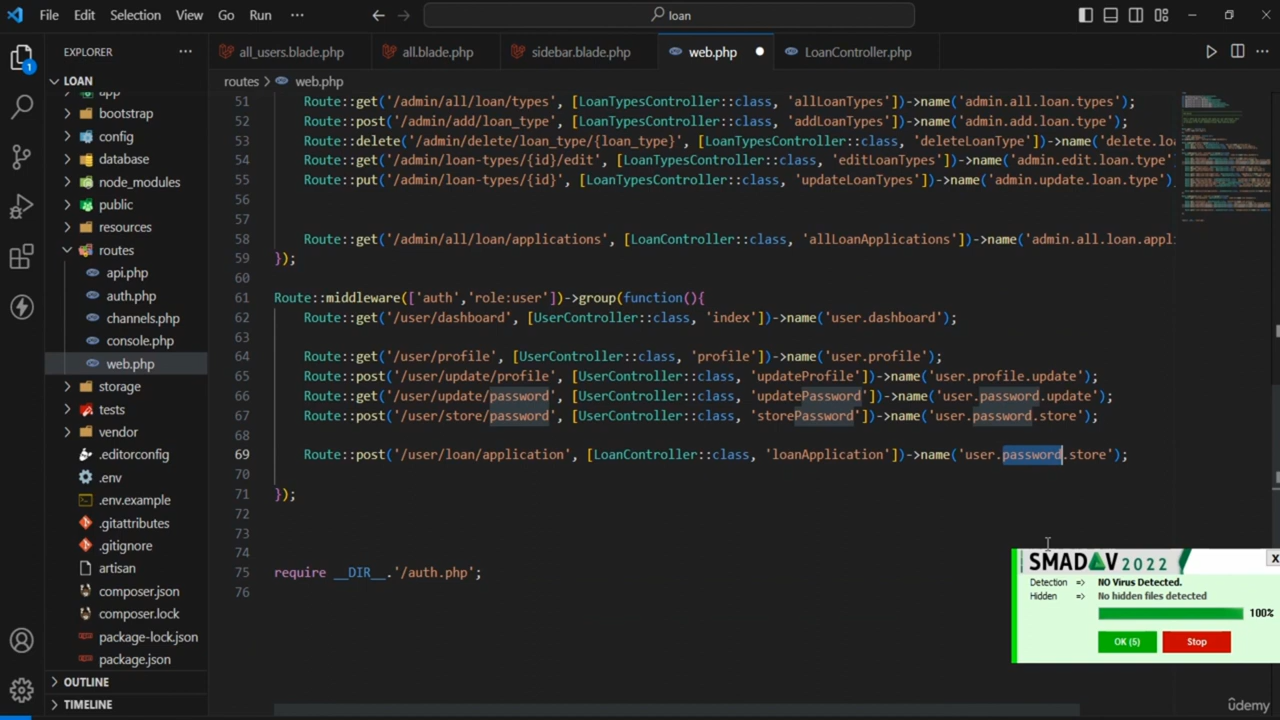 File Edit Selection View Go Run ··· loan
EXPLORER ··· all_users.blade.php all.blade.php sidebar.blade.php web.php LoanController.php
LOAN routes > web.php
app
bootstrap
config
database
node_modules
public
resources
routes
api.php
auth.php
channels.php
console.php
web.php
storage
tests
vendor
.editorconfig
.env
.env.example
.gitattributes
.gitignore
artisan
composer.json
composer.lock
package-lock.json
package.json
OUTLINE
TIMELINE
1
51 Route::get('/admin/all/loan/types', [LoanTypesController::class, 'allLoanTypes'])->name('admin.all.loan.types');
52 Route::post('/admin/add/loan_type', [LoanTypesController::class, 'addLoanTypes'])->name('admin.add.loan.type');
53 Route::delete('/admin/delete/loan_type/{loan_type}', [LoanTypesController::class, 'deleteLoanType'])->name('delete.loa
54 Route::get('/admin/loan-types/{id}/edit', [LoanTypesController::class, 'editLoanTypes'])->name('admin.edit.loan.type'
55 Route::put('/admin/loan-types/{id}', [LoanTypesController::class, 'updateLoanTypes'])->name('admin.update.loan.type')
56
57
58 Route::get('/admin/all/loan/applications', [LoanController::class, 'allLoanApplications'])->name('admin.all.loan.appli
59 });
60
61 Route::middleware(['auth','role:user'])->group(function(){
62 Route::get('/user/dashboard', [UserController::class, 'index'])->name('user.dashboard');
63
64 Route::get('/user/profile', [UserController::class, 'profile'])->name('user.profile');
65 Route::post('/user/update/profile', [UserController::class, 'updateProfile'])->name('user.profile.update');
66 Route::get('/user/update/password', [UserController::class, 'updatePassword'])->name('user.password.update');
67 Route::post('/user/store/password', [UserController::class, 'storePassword'])->name('user.password.store');
68
69 Route::post('/user/loan/application', [LoanController::class, 'loanApplication'])->name('user.password.store');
70
71 });
72
73
74
75 require __DIR__.'/auth.php';
76
SMADAV 2022 X
Detection => NO Virus Detected.
Hidden => No hidden files detected
100%
OK (5) Stop
ûdemy